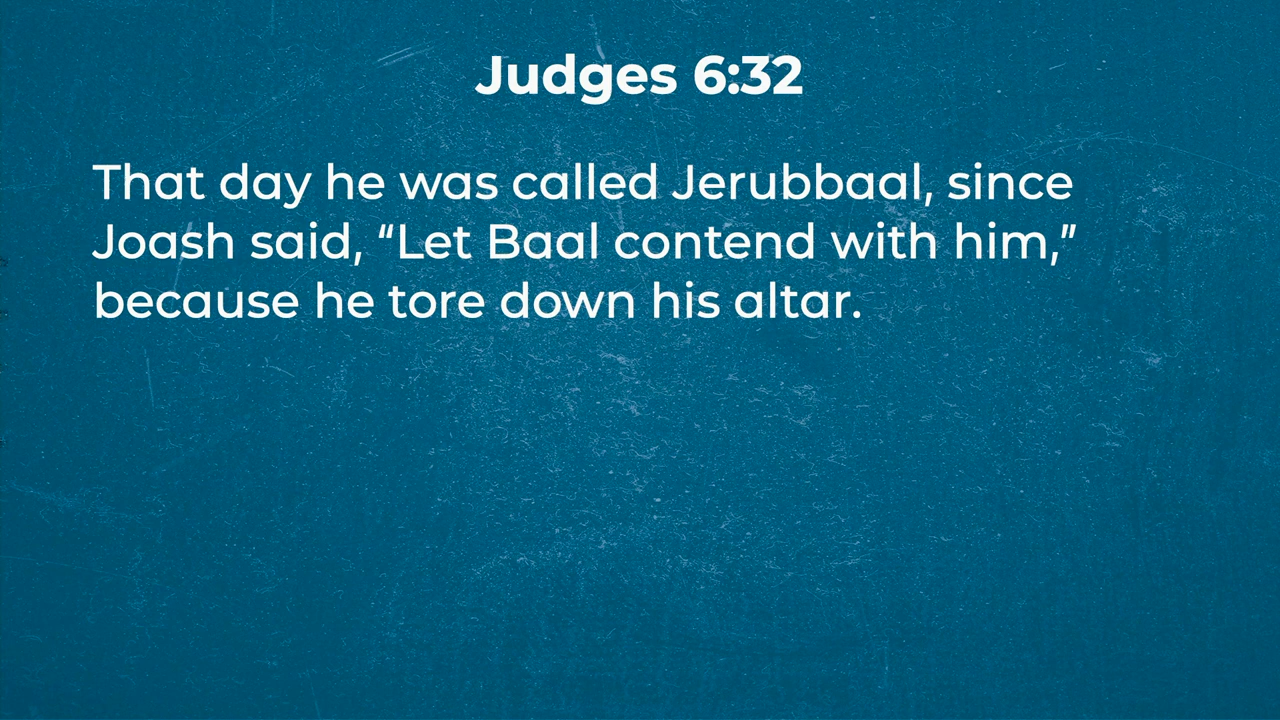 Judges 6:32
That day he was called Jerubbaal, since
Joash said, “Let Baal contend with him,”
because he tore down his altar.